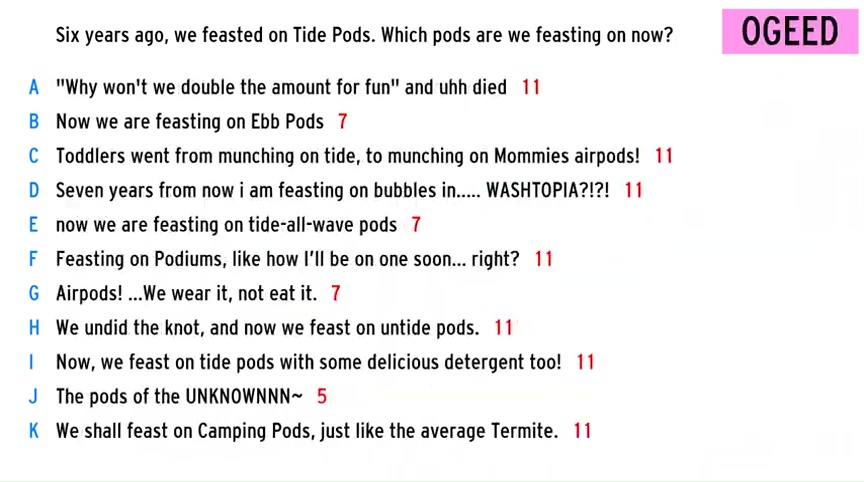 Six years ago, we feasted on Tide Pods. Which pods are we feasting on now?
OGEED
A "Why won't we double the amount for fun" and uhh died 11
B Now we are feasting on Ebb Pods 7
C Toddlers went from munching on tide, to munching on Mommies airpods! 11
D Seven years from now i am feasting on bubbles in..... WASHTOPIA?!?! 11
E now we are feasting on tide-all-wave pods 7
F Feasting on Podiums, like how I'll be on one soon... right? 11
G Airpods! ...We wear it, not eat it. 7
H We undid the knot, and now we feast on untide pods. 11
I Now, we feast on tide pods with some delicious detergent too! 11
J The pods of the UNKNOWNNN~ 5
K We shall feast on Camping Pods, just like the average Termite. 11